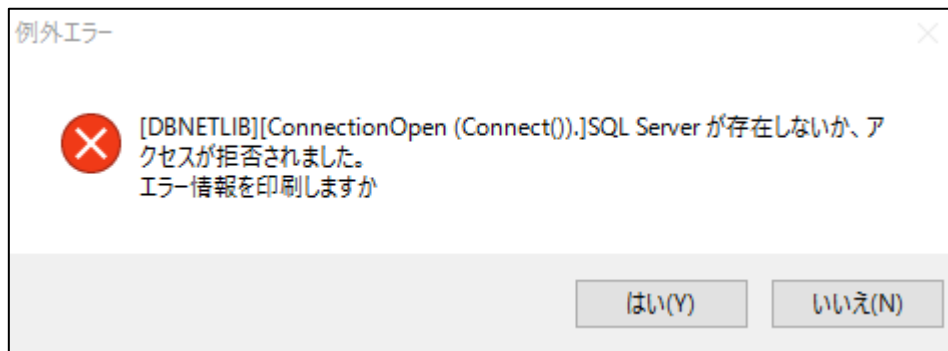 例外エラー
[DBNETLIB][ConnectionOpen (Connect()).]SQL Server が存在しないか、ア
クセスが拒否されました。
エラー情報を印刷しますか
はい(Y)
いいえ(N)